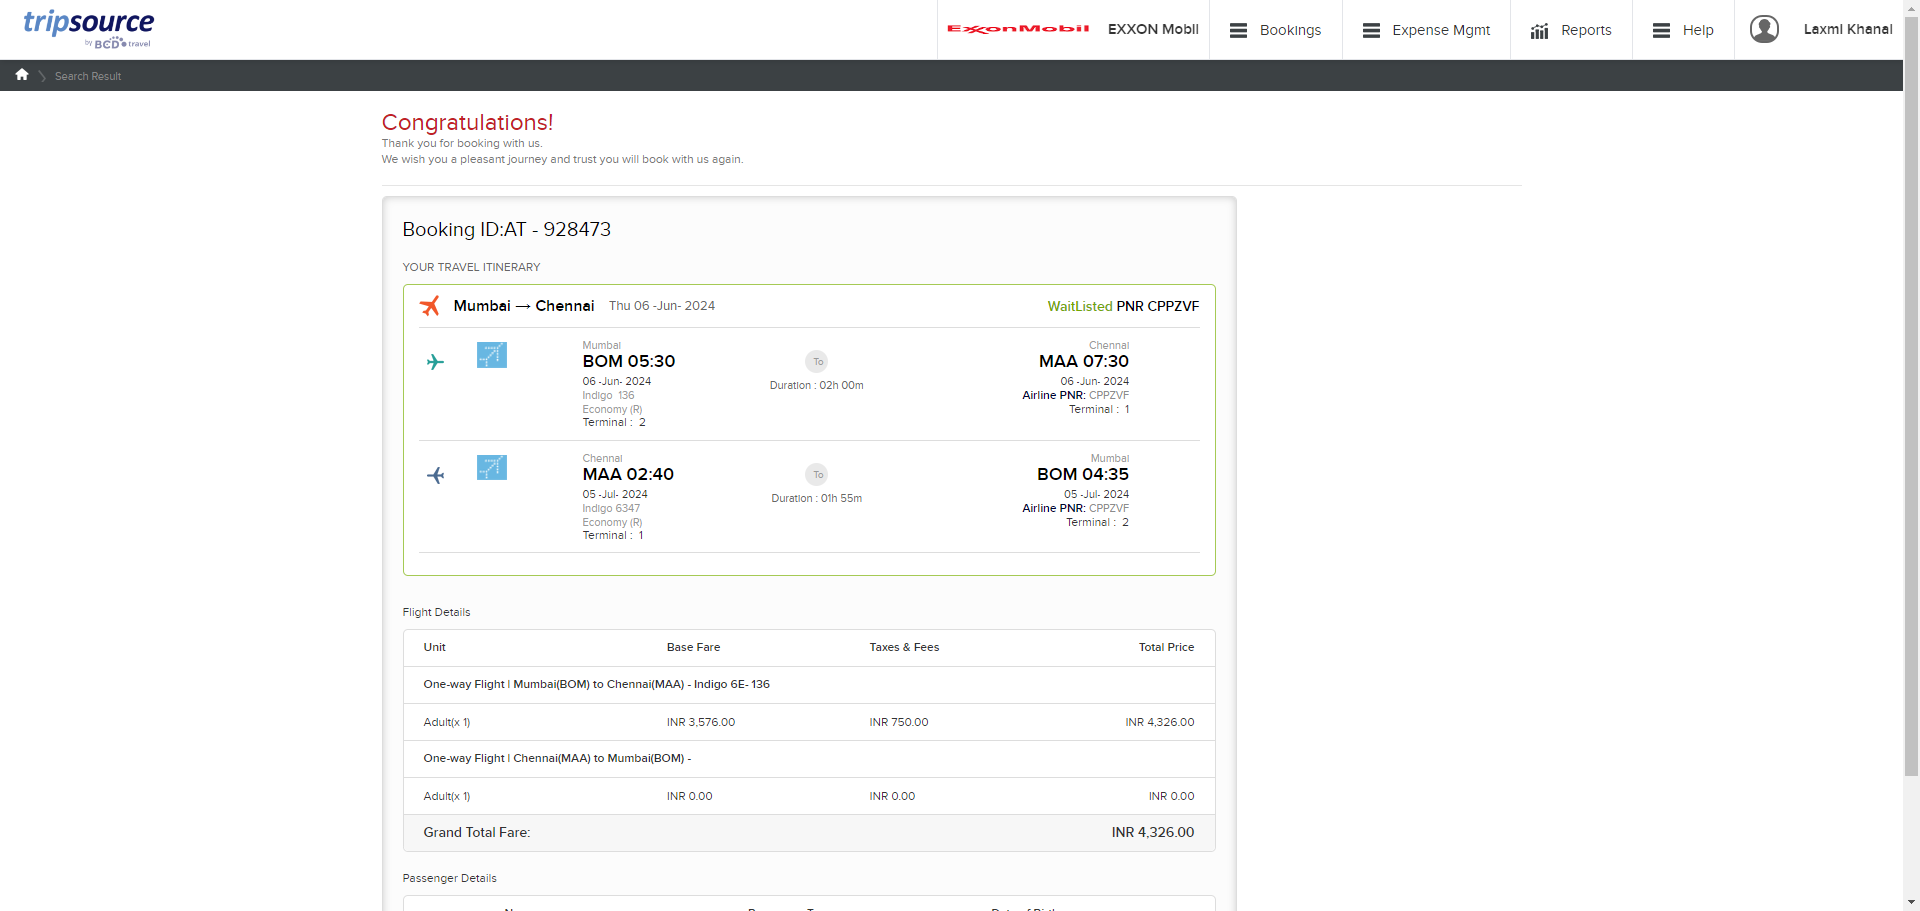 tripsource
by BCD travel
ExxonMobil
EXXON Mobil
Bookings
Expense Mgmt
Reports
Help
Laxmi Khanal
Search Result
Congratulations!
Thank you for booking with us.
We wish you a pleasant journey and trust you will book with us again.
Booking ID:AT - 928473
YOUR TRAVEL ITINERARY
Mumbai → Chennai Thu 06 -Jun- 2024 WaitListed PNR CPPZVF
Mumbai
BOM 05:30
06 -Jun- 2024
Indigo 136
Economy (R)
Terminal : 2
To
Duration : 02h 00m
Chennai
MAA 07:30
06 -Jun- 2024
Airline PNR: CPPZVF
Terminal : 1
Chennai
MAA 02:40
05 -Jul- 2024
Indigo 6347
Economy (R)
Terminal : 1
To
Duration : 01h 55m
Mumbai
BOM 04:35
05 -Jul- 2024
Airline PNR: CPPZVF
Terminal : 2
Flight Details
Unit Base Fare Taxes & Fees Total Price
One-way Flight | Mumbai(BOM) to Chennai(MAA) - Indigo 6E- 136
Adult(x 1) INR 3,576.00 INR 750.00 INR 4,326.00
One-way Flight | Chennai(MAA) to Mumbai(BOM) -
Adult(x 1) INR 0.00 INR 0.00 INR 0.00
Grand Total Fare: INR 4,326.00
Passenger Details